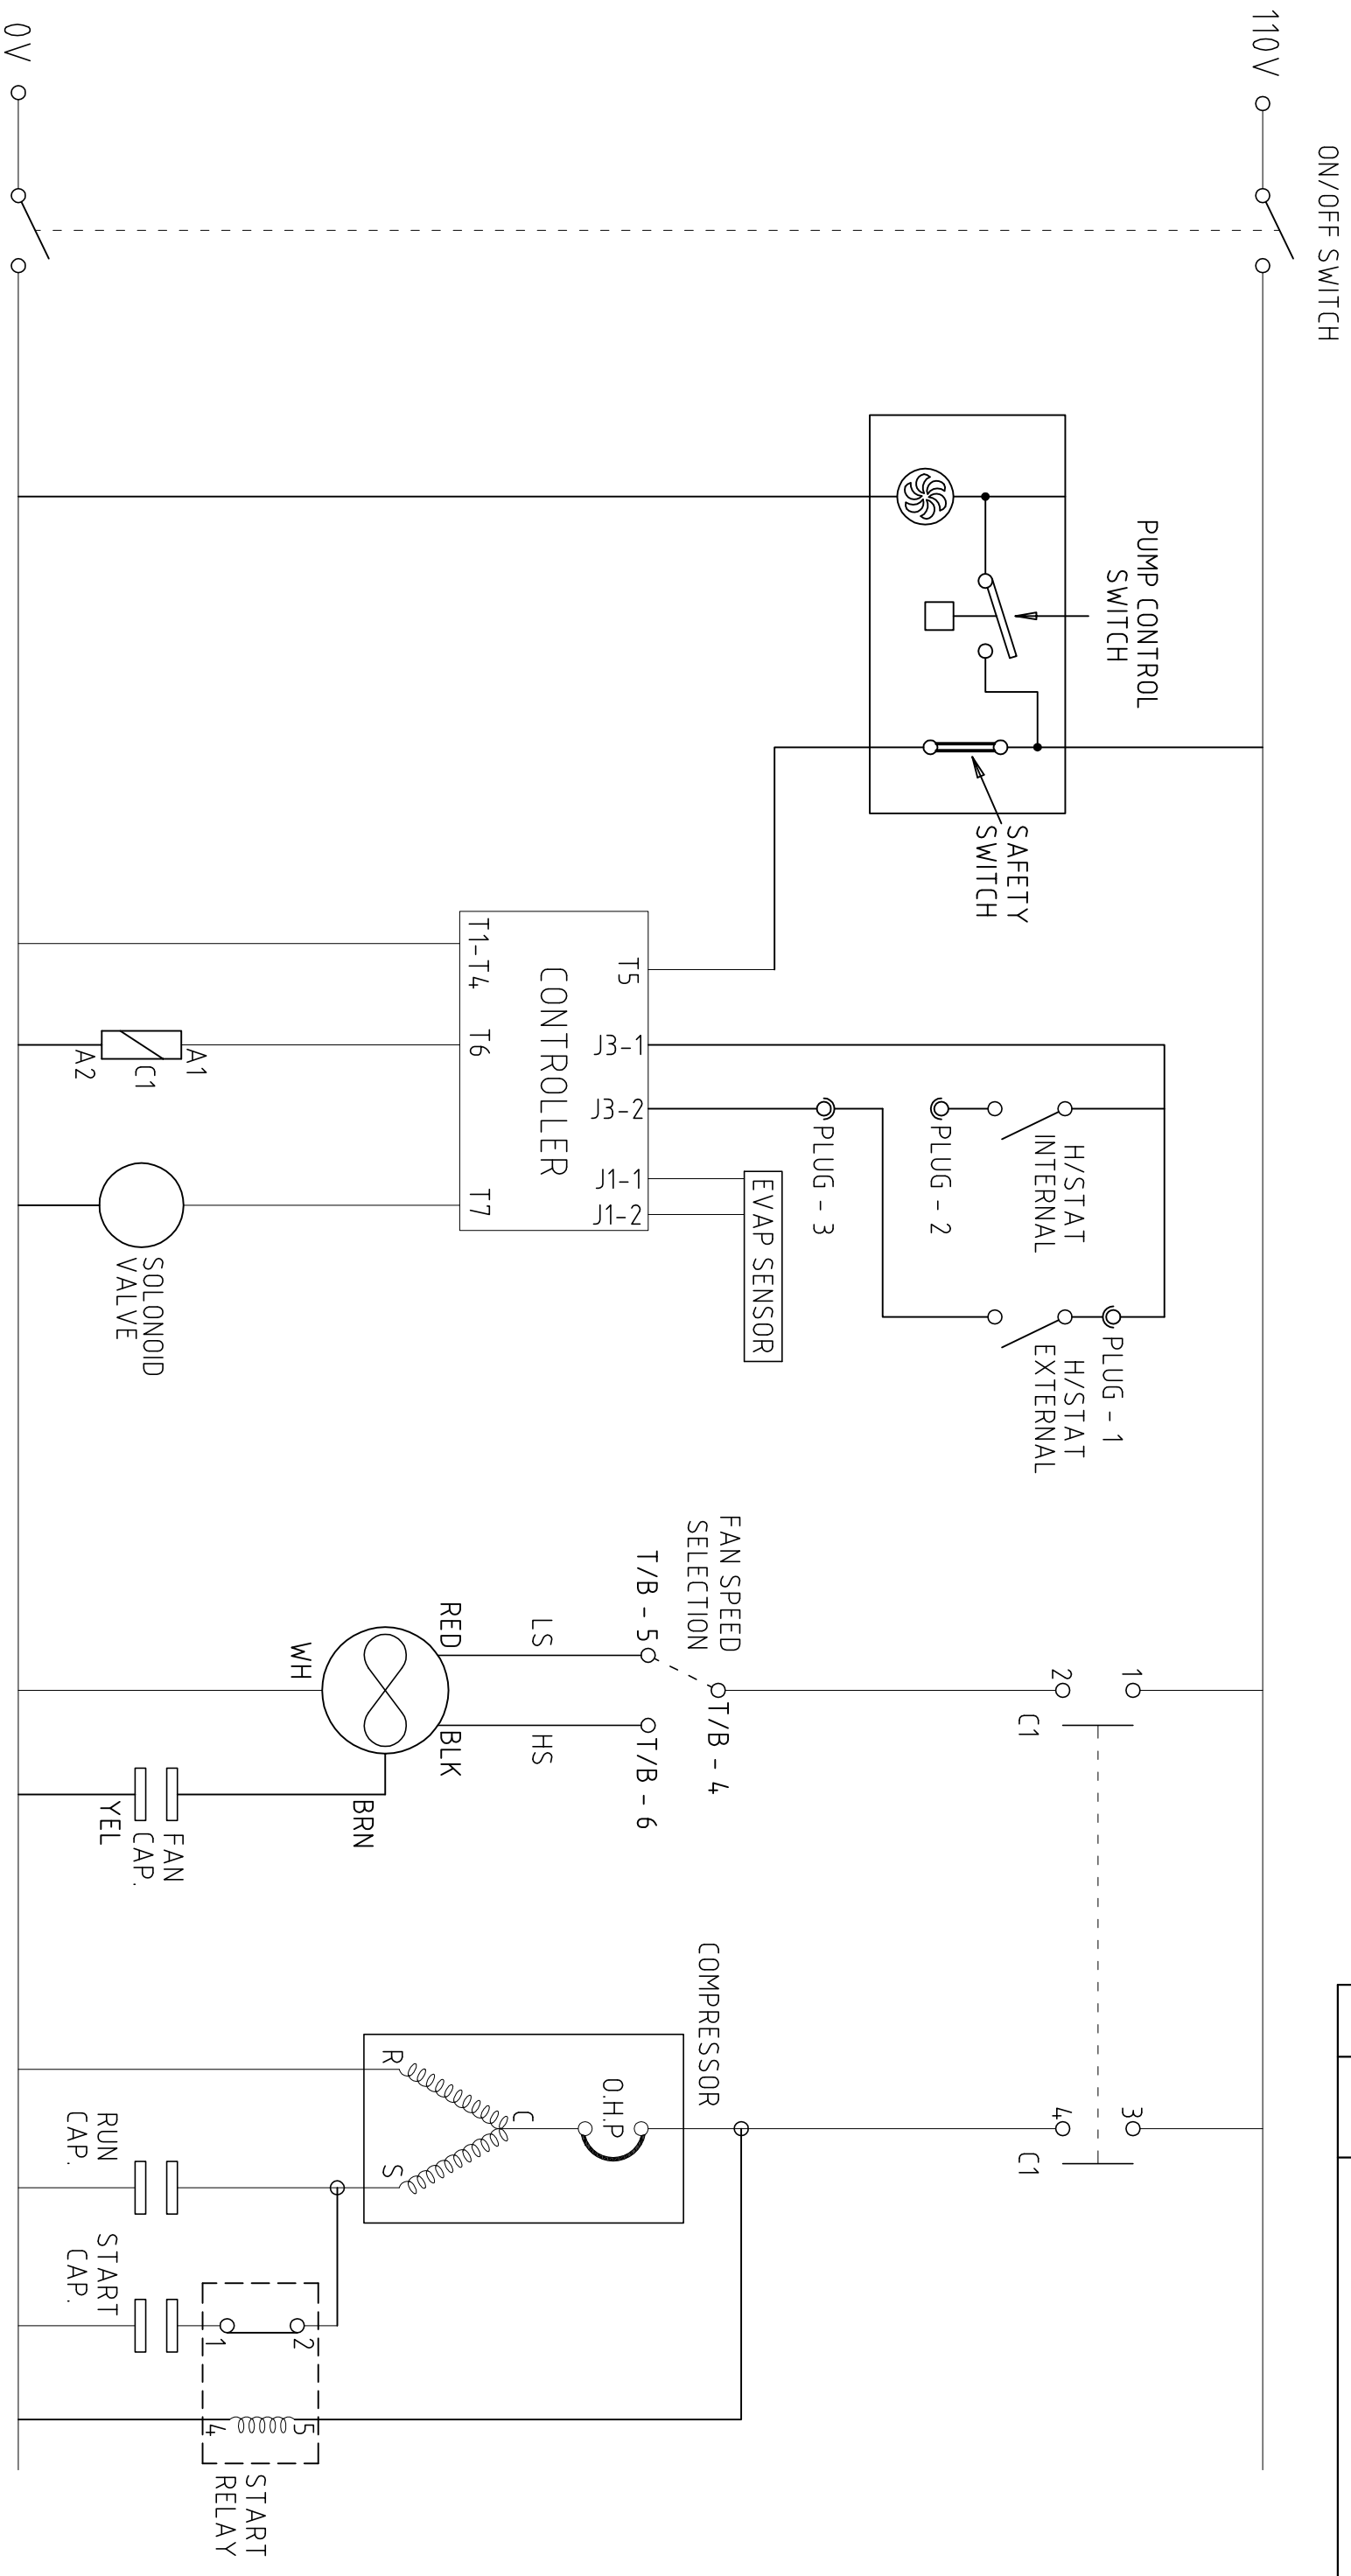 ON/OFF SWITCH
110V
0V
PUMP CONTROL
SWITCH
SAFETY
SWITCH
CONTROLLER
T5
J3-1
J3-2
J1-1
J1-2
T1-T4
T6
T7
A1
C1
A2
SOLONOID
VALVE
H/STAT
INTERNAL
PLUG - 2
PLUG - 3
EVAP SENSOR
PLUG - 1
H/STAT
EXTERNAL
FAN SPEED
SELECTION
T/B - 5
T/B - 4
T/B - 6
LS
HS
RED
BLK
WH
BRN
FAN
CAP.
YEL
1
2
C1
3
4
C1
COMPRESSOR
O.H.P
C
R
S
RUN
CAP.
START
CAP.
2
1
5
4
START
RELAY